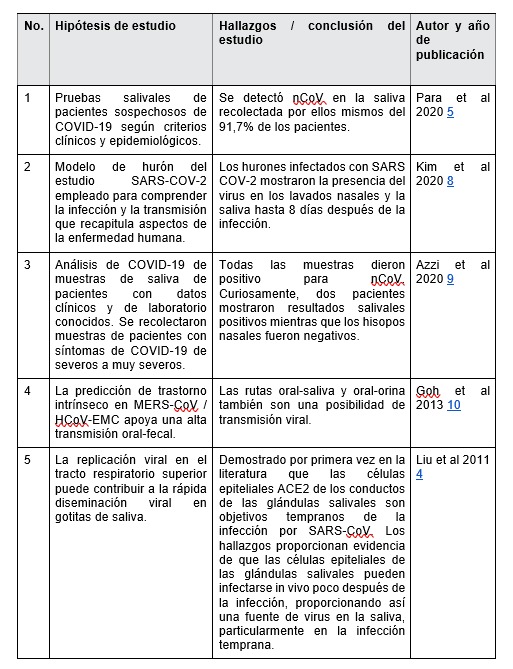 No.
Hipótesis de estudio
Hallazgos / conclusión del
estudio
Autor y año
de
publicación
1
Pruebas salivales de
pacientes sospechosos de
COVID-19 según criterios
clínicos y epidemiológicos.
Se detectó nCoV en la saliva
recolectada por ellos mismos del
91,7% de los pacientes.
Para et al
2020 5
2
Modelo de hurón del
estudio SARS-COV-2
empleado para comprender
la infección y la transmisión
que recapitula aspectos de
la enfermedad humana.
Los hurones infectados con SARS
COV-2 mostraron la presencia del
virus en los lavados nasales y la
saliva hasta 8 días después de la
infección.
Kim et al
2020 8
3
Análisis de COVID-19 de
muestras de saliva de
pacientes con datos
clínicos y de laboratorio
conocidos. Se recolectaron
muestras de pacientes con
síntomas de COVID-19 de
severos a muy severos.
Todas las muestras dieron
positivo para nCoV.
Curiosamente, dos pacientes
mostraron resultados salivales
positivos mientras que los hisopos
nasales fueron negativos.
Azzi et al
2020 9
4
La predicción de trastorno
intrínseco en MERS-CoV /
HCoV-EMC apoya una alta
transmisión oral-fecal.
Las rutas oral-saliva y oral-orina
también son una posibilidad de
transmisión viral.
Goh et al
2013 10
5
La replicación viral en el
tracto respiratorio superior
puede contribuir a la rápida
diseminación viral en
gotitas de saliva.
Demostrado por primera vez en la
literatura que las células
epiteliales ACE2 de los conductos
de las glándulas salivales son
objetivos tempranos de la
infección por SARS-CoV. Los
hallazgos proporcionan evidencia
de que las células epiteliales de
las glándulas salivales pueden
infectarse in vivo poco después de
la infección, proporcionando así
una fuente de virus en la saliva,
particularmente en la infección
temprana.
Liu et al 2011
4